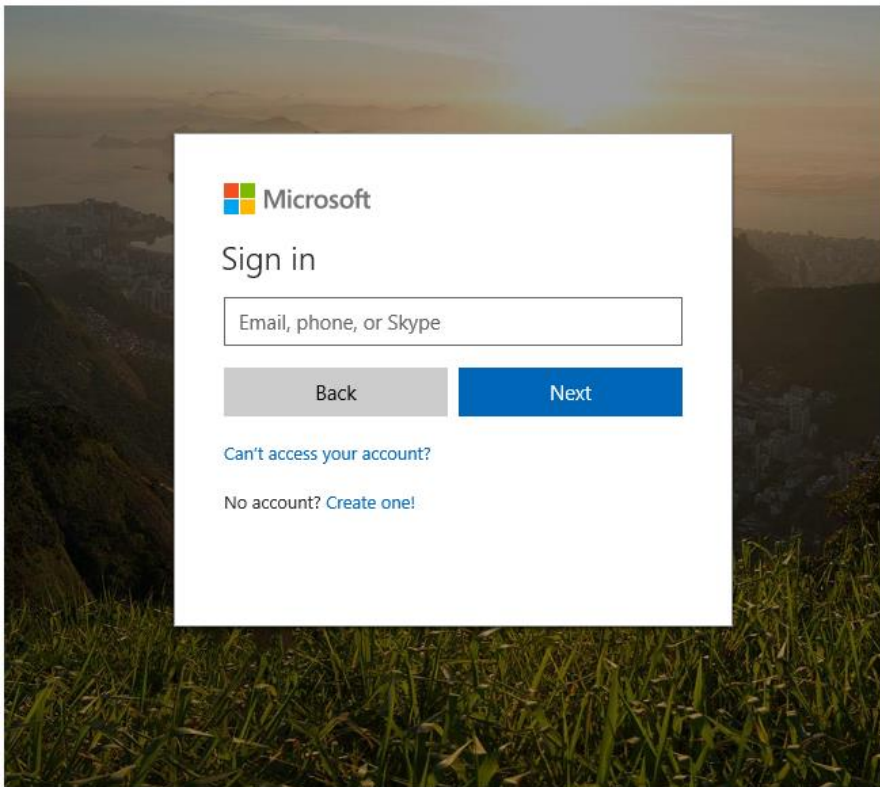 Microsoft
Sign in
Email, phone, or Skype
Back Next
Can't access your account?
No account? Create one!